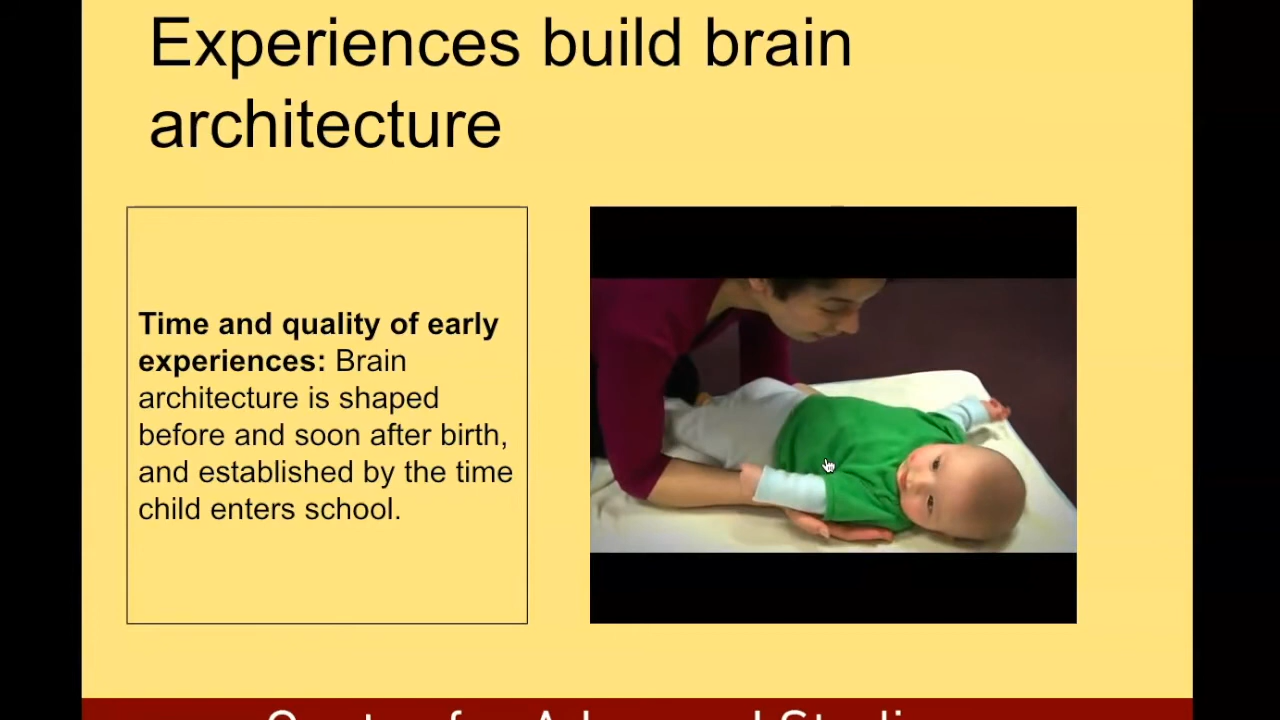 Experiences build brain
architecture
Time and quality of early
experiences: Brain
architecture is shaped
before and soon after birth,
and established by the time
child enters school.